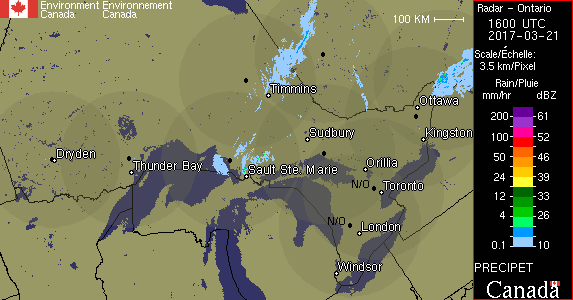 Environment Environnement
Canada Canada
100 KM
Timmins
Ottawa
Sudbury
Kingston
Dryden
Thunder Bay
Sault Ste. Marie
Orillia
N/O
Toronto
N/O
London
Windsor
Radar - Ontario
1600 UTC
2017-03-21
Scale/Échelle:
3.5 km/Pixel
Rain/Pluie
mm/hr dBZ
200 61
100 56
50 46
24 39
12 33
4 26
0.1 10
PRECIPET
Canada